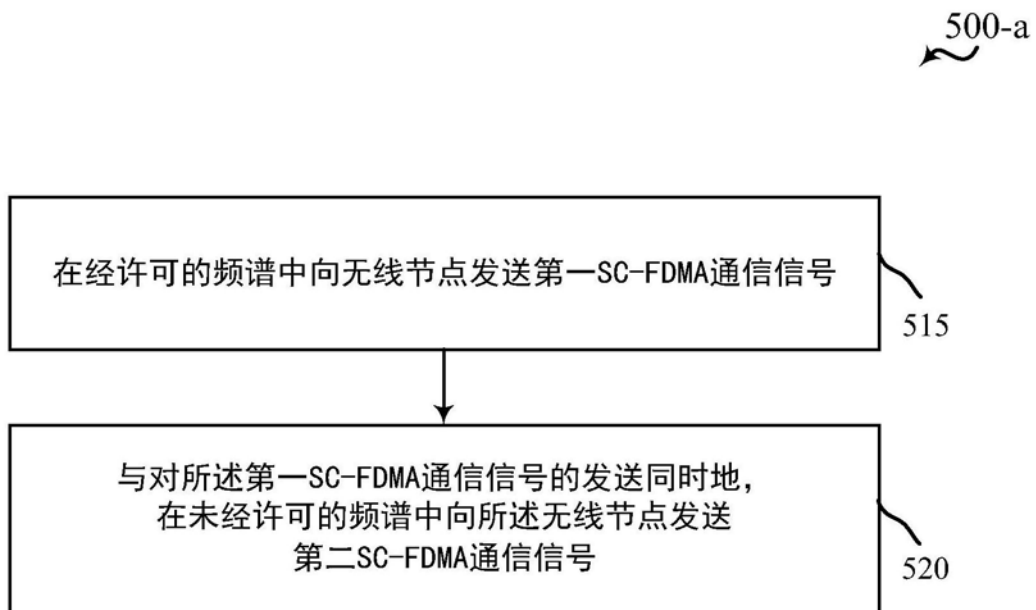 500-a
在经许可的频谱中向无线节点发送第一SC-FDMA通信信号
515
与对所述第一SC-FDMA通信信号的发送同时地，
在未经许可的频谱中向所述无线节点发送
第二SC-FDMA通信信号
520